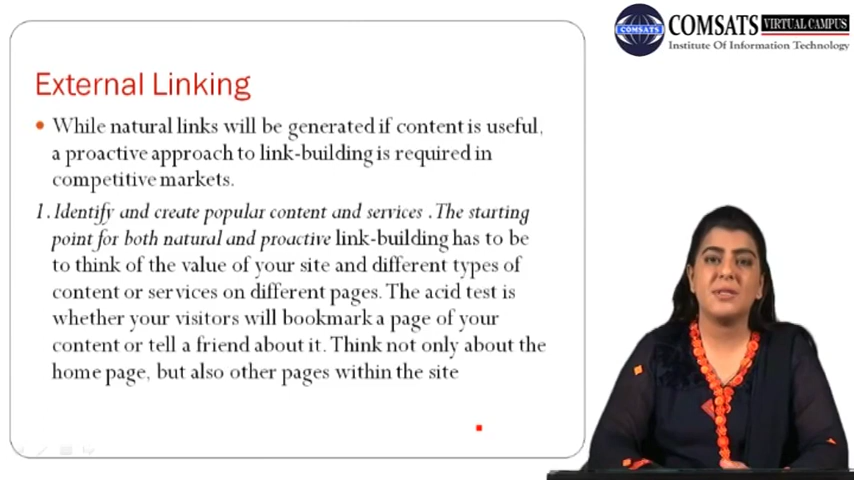 COMSATS
COMSATS VIRTUAL CAMPUS
Institute Of Information Technology
External Linking
• While natural links will be generated if content is useful,
a proactive approach to link-building is required in
competitive markets.
1. Identify and create popular content and services . The starting
point for both natural and proactive link-building has to be
to think of the value of your site and different types of
content or services on different pages. The acid test is
whether your visitors will bookmark a page of your
content or tell a friend about it. Think not only about the
home page, but also other pages within the site